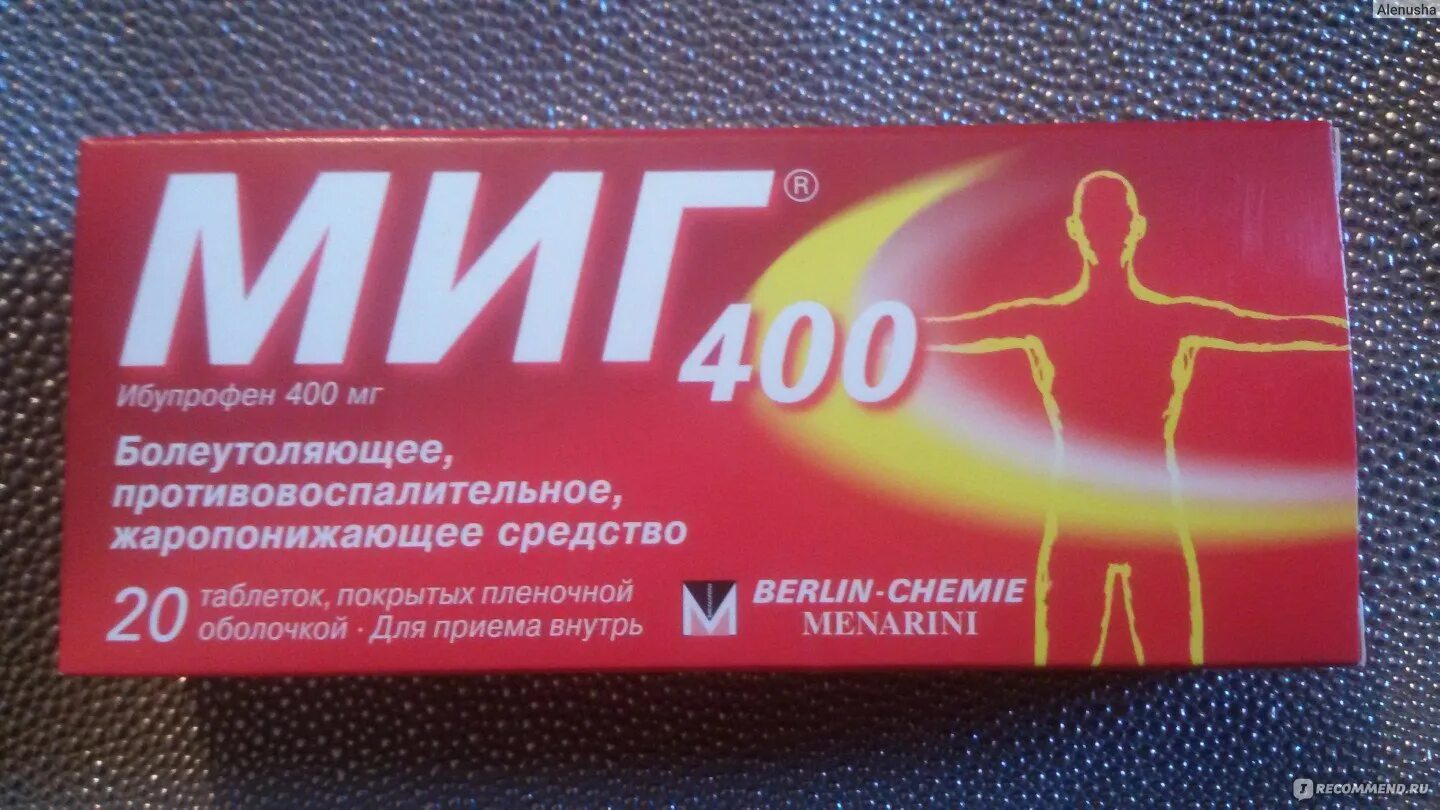 Alenusha
МИГ®
400
Ибупрофен 400 мг
Болеутоляющее,
противовоспалительное,
жаропонижающее средство
20 таблеток, покрытых пленочной
оболочкой · Для приема внутрь
BERLIN-CHEMIE
MENARINI
IRECOMMEND.RU